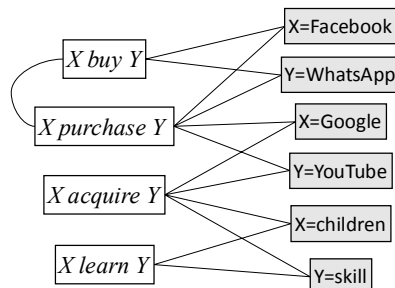 X=Facebook
X buy Y
Y=WhatsApp
X=Google
X purchase Y
Y=YouTube
X acquire Y
X=children
X learn Y
Y=skill